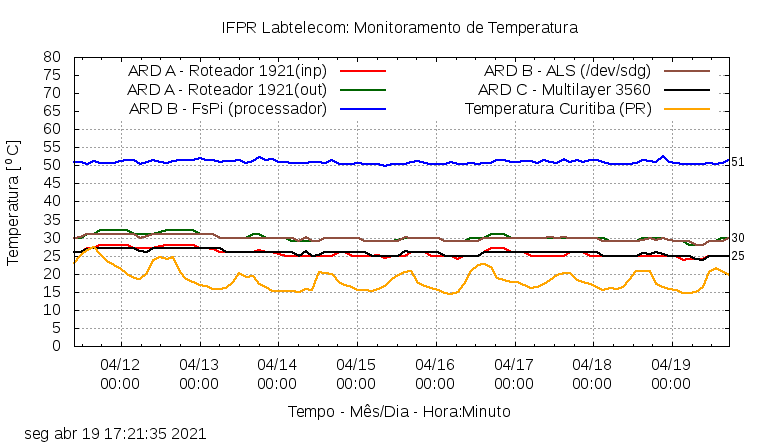 IFPR Labtelecom: Monitoramento de Temperatura
Temperatura [ºC]
80
75
70
65
60
55
50
45
40
35
30
25
20
15
10
5
0
ARD A - Roteador 1921(inp)
ARD A - Roteador 1921(out)
ARD B - FsPi (processador)
ARD B - ALS (/dev/sdg)
ARD C - Multilayer 3560
Temperatura Curitiba (PR)
51
30
25
04/12 04/13 04/14 04/15 04/16 04/17 04/18 04/19
00:00 00:00 00:00 00:00 00:00 00:00 00:00 00:00
Tempo - Mês/Dia - Hora:Minuto
seg abr 19 17:21:35 2021